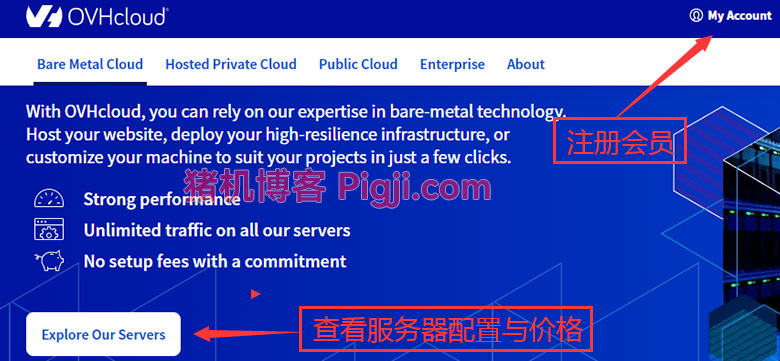 OVHcloud
My Account
Bare Metal Cloud Hosted Private Cloud Public Cloud Enterprise About
With OVHcloud, you can rely on our expertise in bare-metal technology.
Host your website, deploy your high-resilience infrastructure, or
customize your machine to suit your projects in just a few clicks.
注册会员
Strong performance
猪机博客 Pigji.com
Unlimited traffic on all our servers
No setup fees with a commitment
Explore Our Servers
查看服务器配置与价格